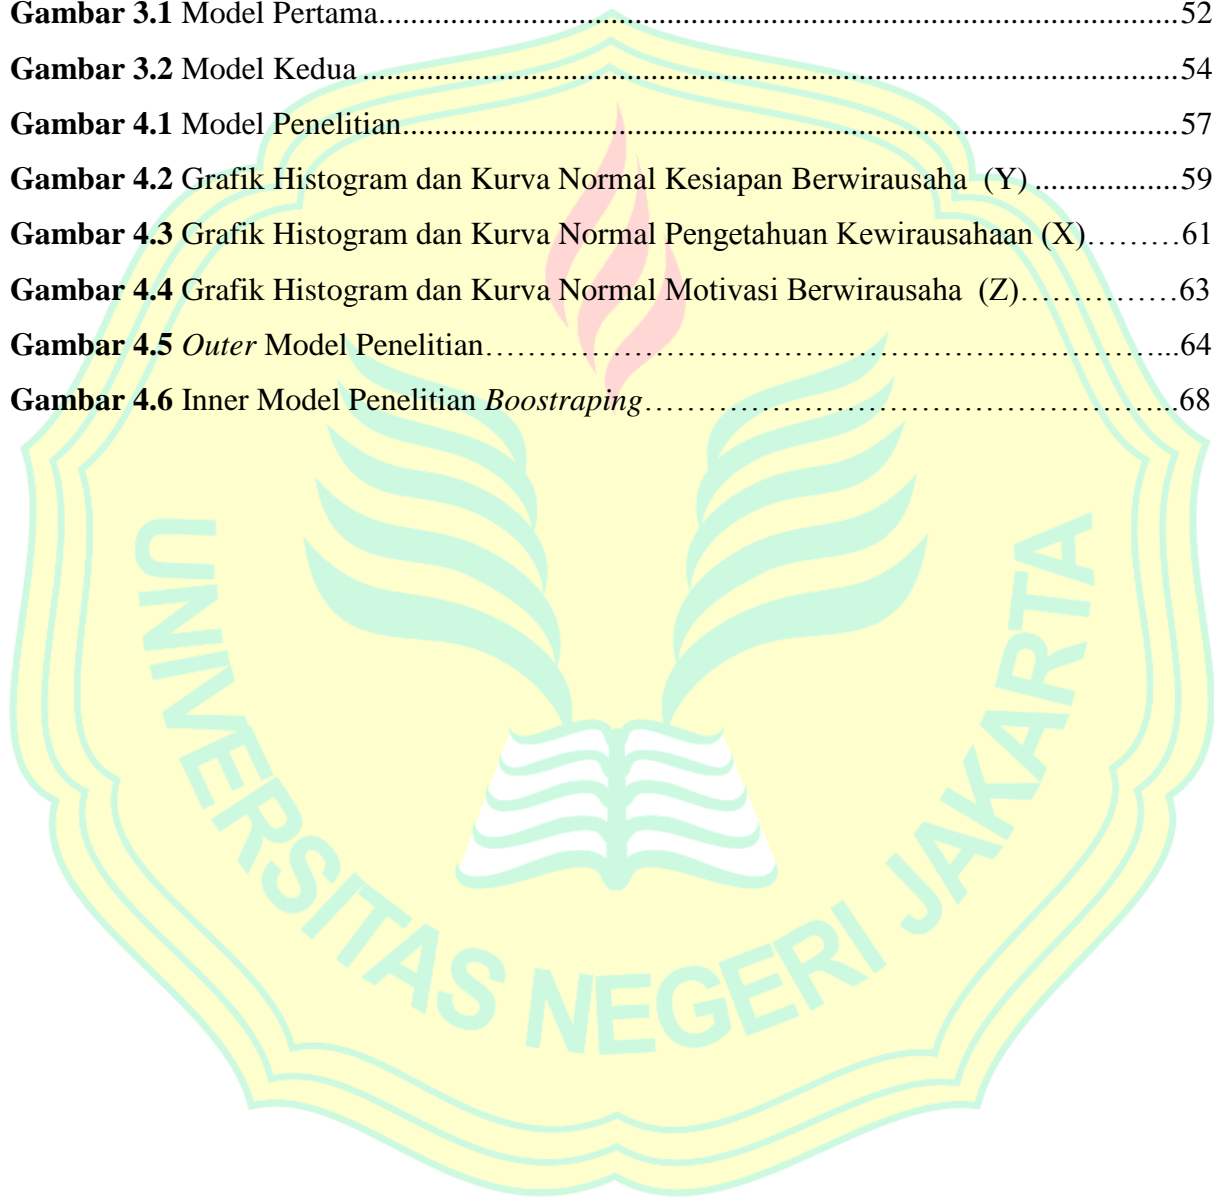 Gambar 3.1 Model Pertama....................................................................................................52
Gambar 3.2 Model Kedua ......................................................................................................54
Gambar 4.1 Model Penelitian.................................................................................................57
Gambar 4.2 Grafik Histogram dan Kurva Normal Kesiapan Berwirausaha  (Y) ..................59
Gambar 4.3 Grafik Histogram dan Kurva Normal Pengetahuan Kewirausahaan (X)………61
Gambar 4.4 Grafik Histogram dan Kurva Normal Motivasi Berwirausaha  (Z)……………63
Gambar 4.5 Outer Model Penelitian…………………………………………………………...64
Gambar 4.6 Inner Model Penelitian Boostraping……………………………………………...68
UNIVERSITAS NEGERI JAKARTA